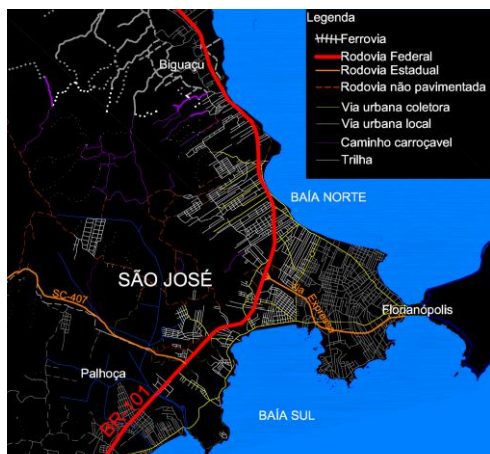 Legenda
Ferrovia
Rodovia Federal
Rodovia Estadual
Rodovia não pavimentada
Via urbana coletora
Via urbana local
Caminho carroçavel
Trilha
Biguaçu
BAÍA NORTE
SÃO JOSÉ
SC-407
Via Expressa
Florianópolis
Palhoça
BR-101
BAÍA SUL